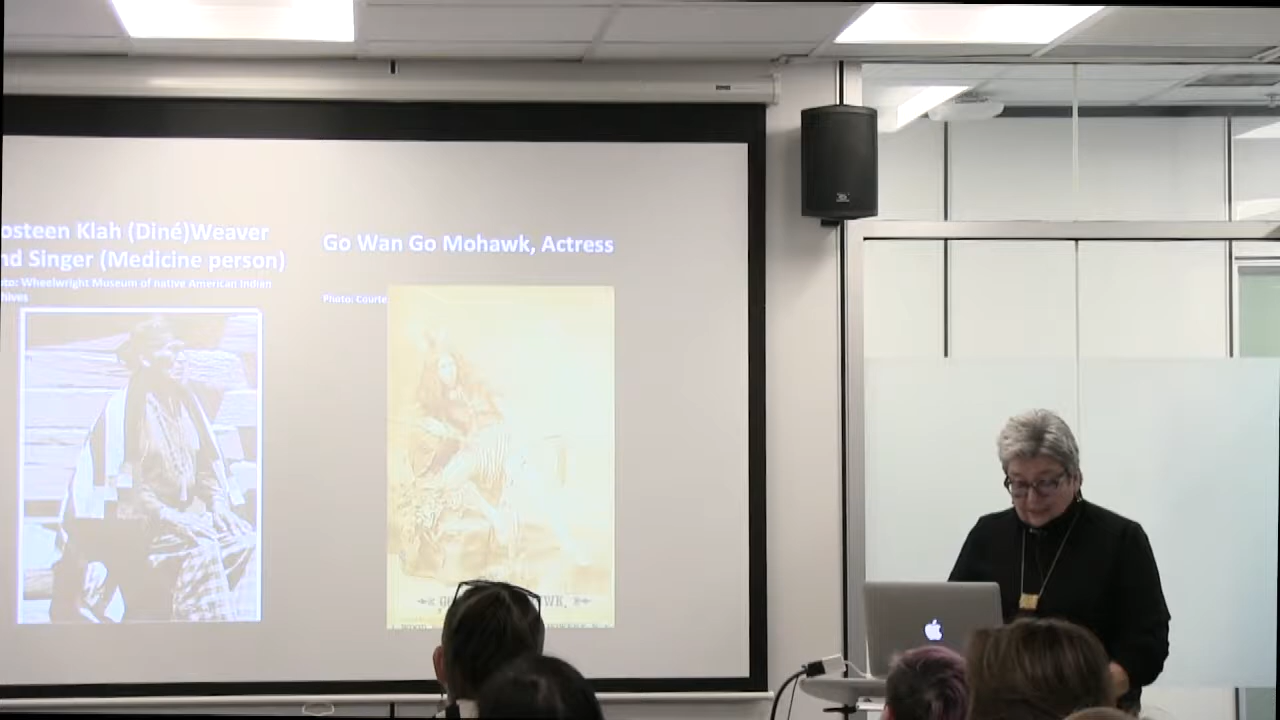 osteen Klah (Diné)Weaver
nd Singer (Medicine person)
oto: Wheelwright Museum of native American Indian
hives
Go Wan Go Mohawk, Actress
Photo: Courte